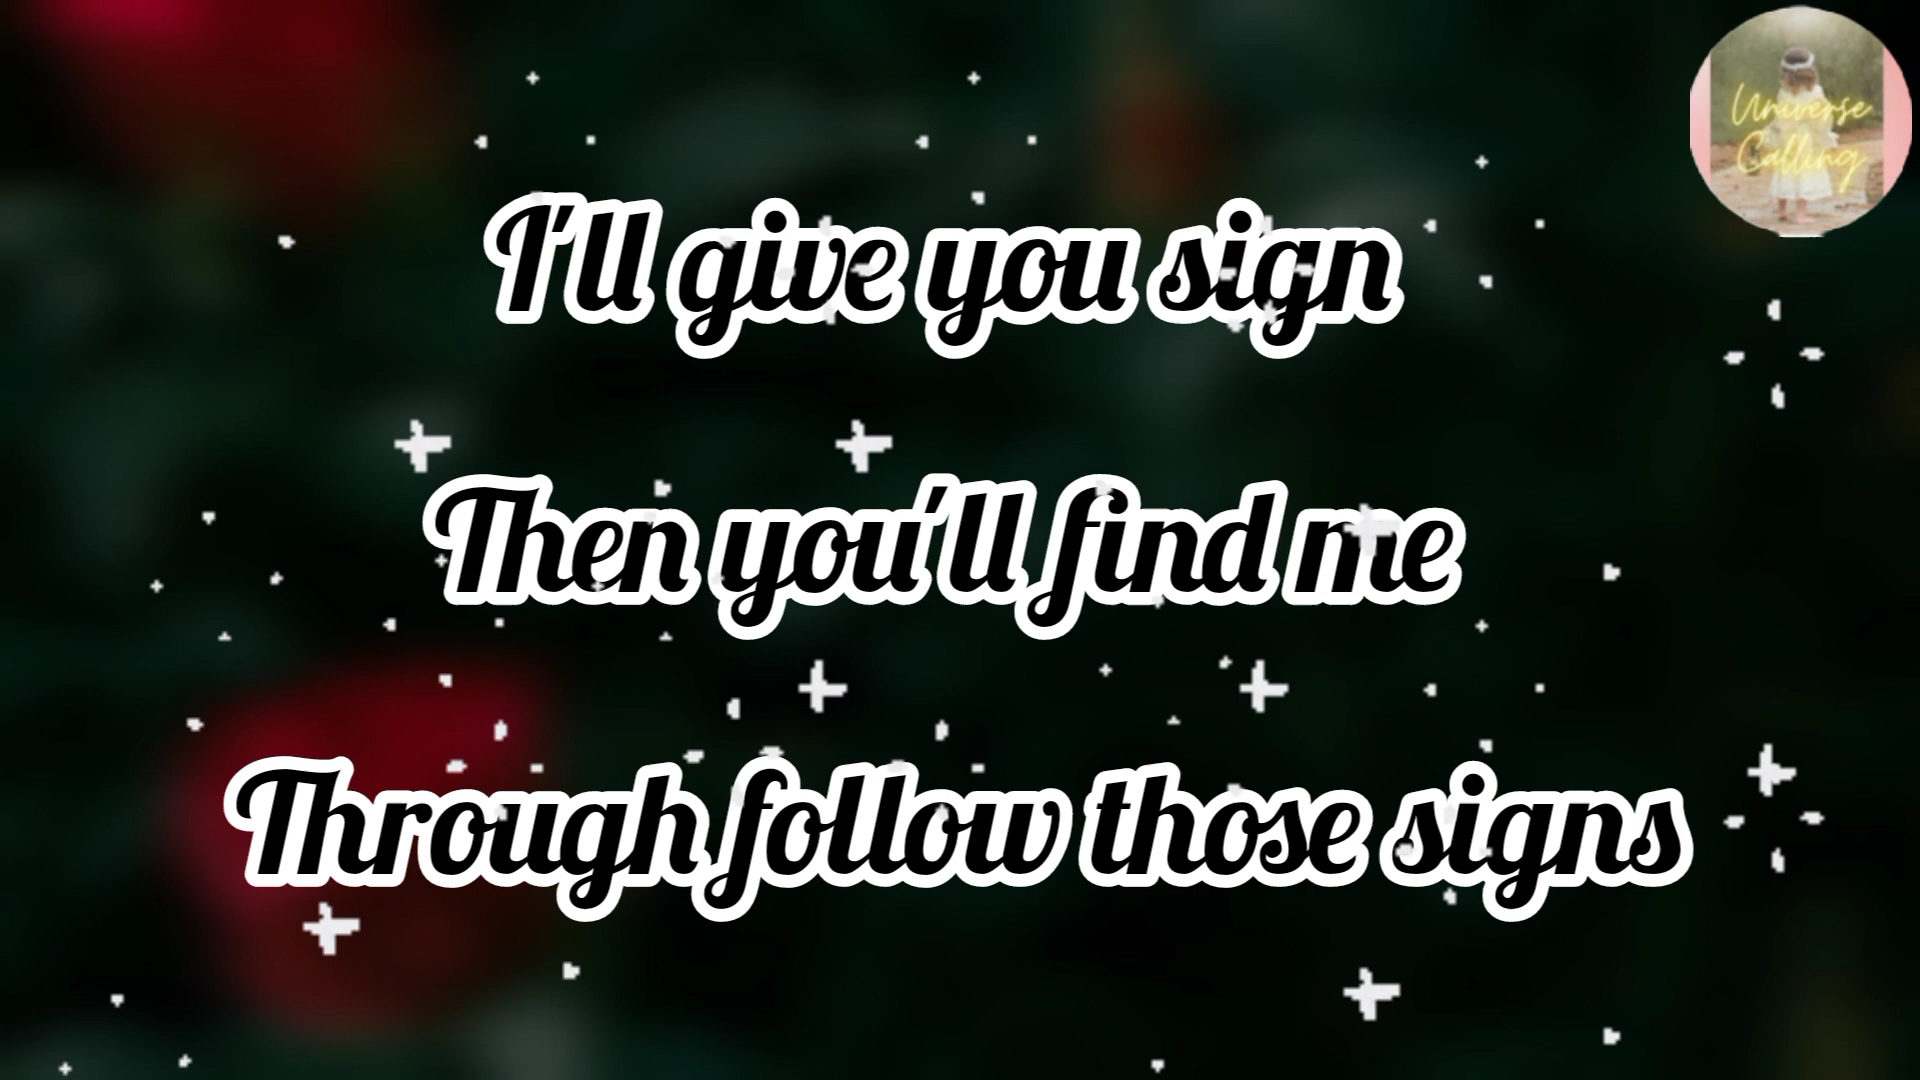 Universe
Calling
I'll give you sign
Then you'll find me
Through follow those signs